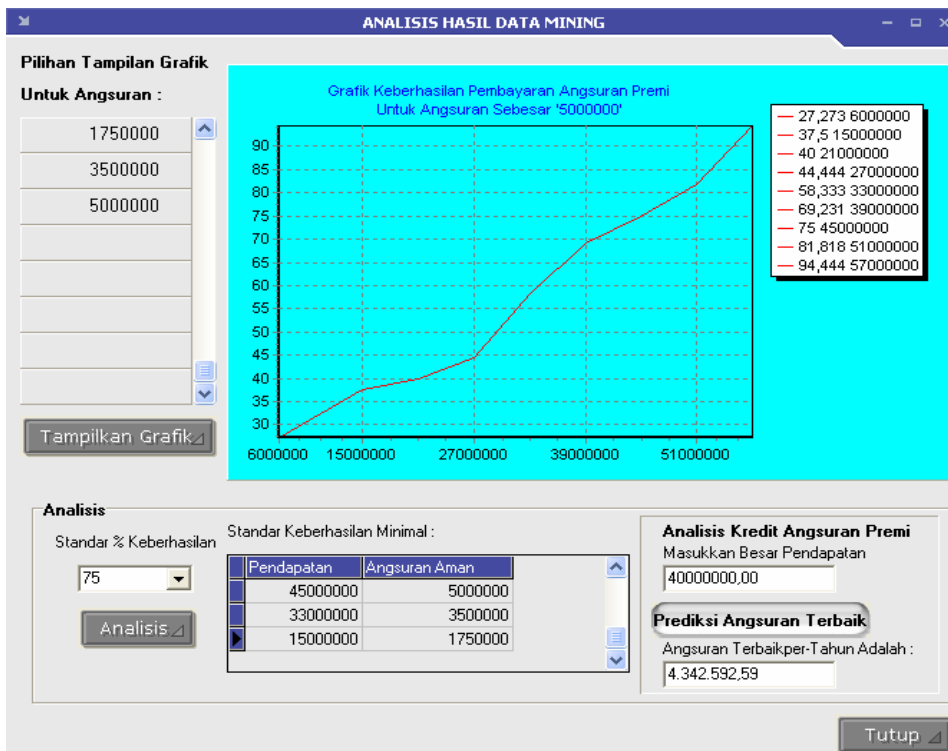 ANALISIS HASIL DATA MINING
Pilihan Tampilan Grafik
Untuk Angsuran :
1750000
3500000
5000000
Tampilkan Grafik
Grafik Keberhasilan Pembayaran Angsuran Premi
Untuk Angsuran Sebesar '5000000'
90
85
80
75
70
65
60
55
50
45
40
35
30
6000000 15000000 27000000 39000000 51000000
27,273 6000000
37,5 15000000
40 21000000
44,444 27000000
58,333 33000000
69,231 39000000
75 45000000
81,818 51000000
94,444 57000000
Analisis
Standar % Keberhasilan
75
Analisis
Standar Keberhasilan Minimal :
Pendapatan Angsuran Aman
45000000 5000000
33000000 3500000
15000000 1750000
Analisis Kredit Angsuran Premi
Masukkan Besar Pendapatan
40000000,00
Prediksi Angsuran Terbaik
Angsuran Terbaikper-Tahun Adalah :
4.342.592,59
Tutup